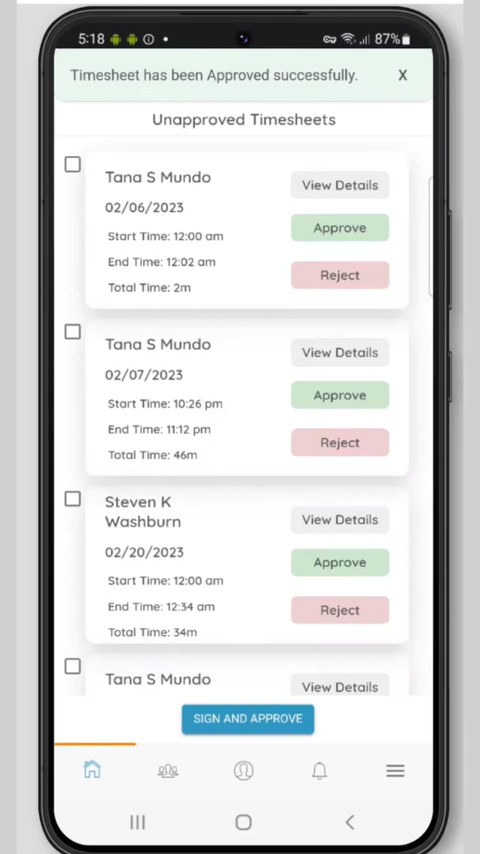 5:18
87%
Timesheet has been Approved successfully. X
Unapproved Timesheets
Tana S Mundo
View Details
02/06/2023
Approve
Start Time: 12:00 am
End Time: 12:02 am
Reject
Total Time: 2m
Tana S Mundo
View Details
02/07/2023
Approve
Start Time: 10:26 pm
End Time: 11:12 pm
Reject
Total Time: 46m
Steven K
Washburn
View Details
02/20/2023
Approve
Start Time: 12:00 am
End Time: 12:34 am
Reject
Total Time: 34m
Tana S Mundo
View Details
SIGN AND APPROVE